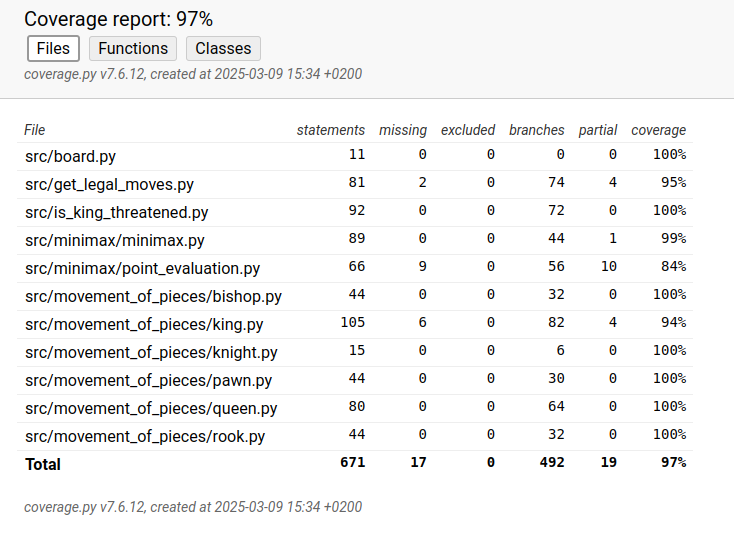 Coverage report: 97%
Files Functions Classes
coverage.py v7.6.12, created at 2025-03-09 15:34 +0200
File statements missing excluded branches partial coverage
src/board.py 11 0 0 0 0 100%
src/get_legal_moves.py 81 2 0 74 4 95%
src/is_king_threatened.py 92 0 0 72 0 100%
src/minimax/minimax.py 89 0 0 44 1 99%
src/minimax/point_evaluation.py 66 9 0 56 10 84%
src/movement_of_pieces/bishop.py 44 0 0 32 0 100%
src/movement_of_pieces/king.py 105 6 0 82 4 94%
src/movement_of_pieces/knight.py 15 0 0 6 0 100%
src/movement_of_pieces/pawn.py 44 0 0 30 0 100%
src/movement_of_pieces/queen.py 80 0 0 64 0 100%
src/movement_of_pieces/rook.py 44 0 0 32 0 100%
Total 671 17 0 492 19 97%
coverage.py v7.6.12, created at 2025-03-09 15:34 +0200